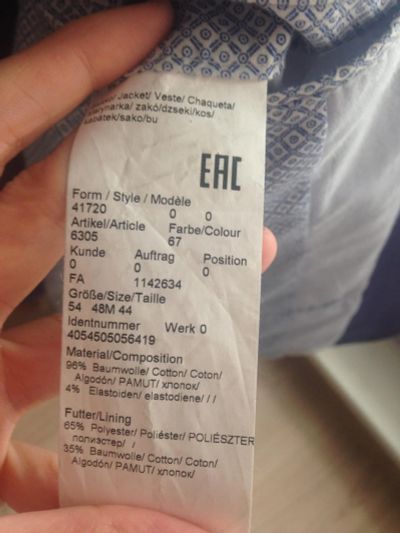 Jacket/ Veste/ Chaqueta/
marynarka/ zakó/dzseki/kos/
kabátek/sako/bu
EAC
Form / Style / Modèle
41720 0 0
Artikel/Article Farbe/Colour
6305 67
Kunde Auftrag Position
0 0 0
FA 1142634
Größe/Size/Taille
54 48M 44
Identnummer Werk 0
4054505056419
Material/Composition
96% Baumwolle/ Cotton/ Coton/
Algodón/ PAMUT/ хлопок/
4% Elastoiden/ elastodiene/ / /
Futter/Lining
65% Polyester/ Poliéster/ POLIÉSZTER
полиэстер/ /
35% Baumwolle/ Cotton/ Coton/
Algodón/ PAMUT/ хлопок/